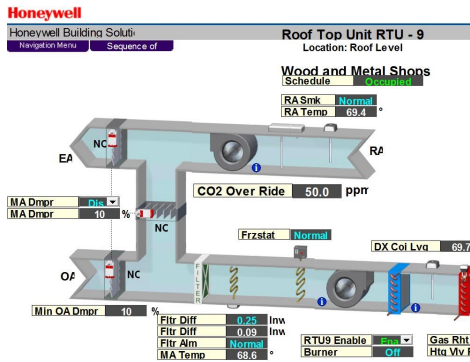 Honeywell
Honeywell Building Soluti
Roof Top Unit RTU - 9
Navigation Menu
Sequence of
Location: Roof Level
Wood and Metal Shops
Schedule Occupied
RA Smk Normal
RA Temp 69.4 °
NC
EA
RA
CO2 Over Ride 50.0 ppm
MA Dmpr Dis
MA Dmpr 10 %
NC
Frzstat Normal
DX Coil Lvg 69.7
OA
NC
FILTER
Min OA Dmpr 10 %
Fltr Diff 0.25 Inw
Fltr Diff 0.09 Inw
Fltr Alm Normal
MA Temp 68.6 °
RTU9 Enable Ena
Burner Off
Gas Rht
Htg Vlv P